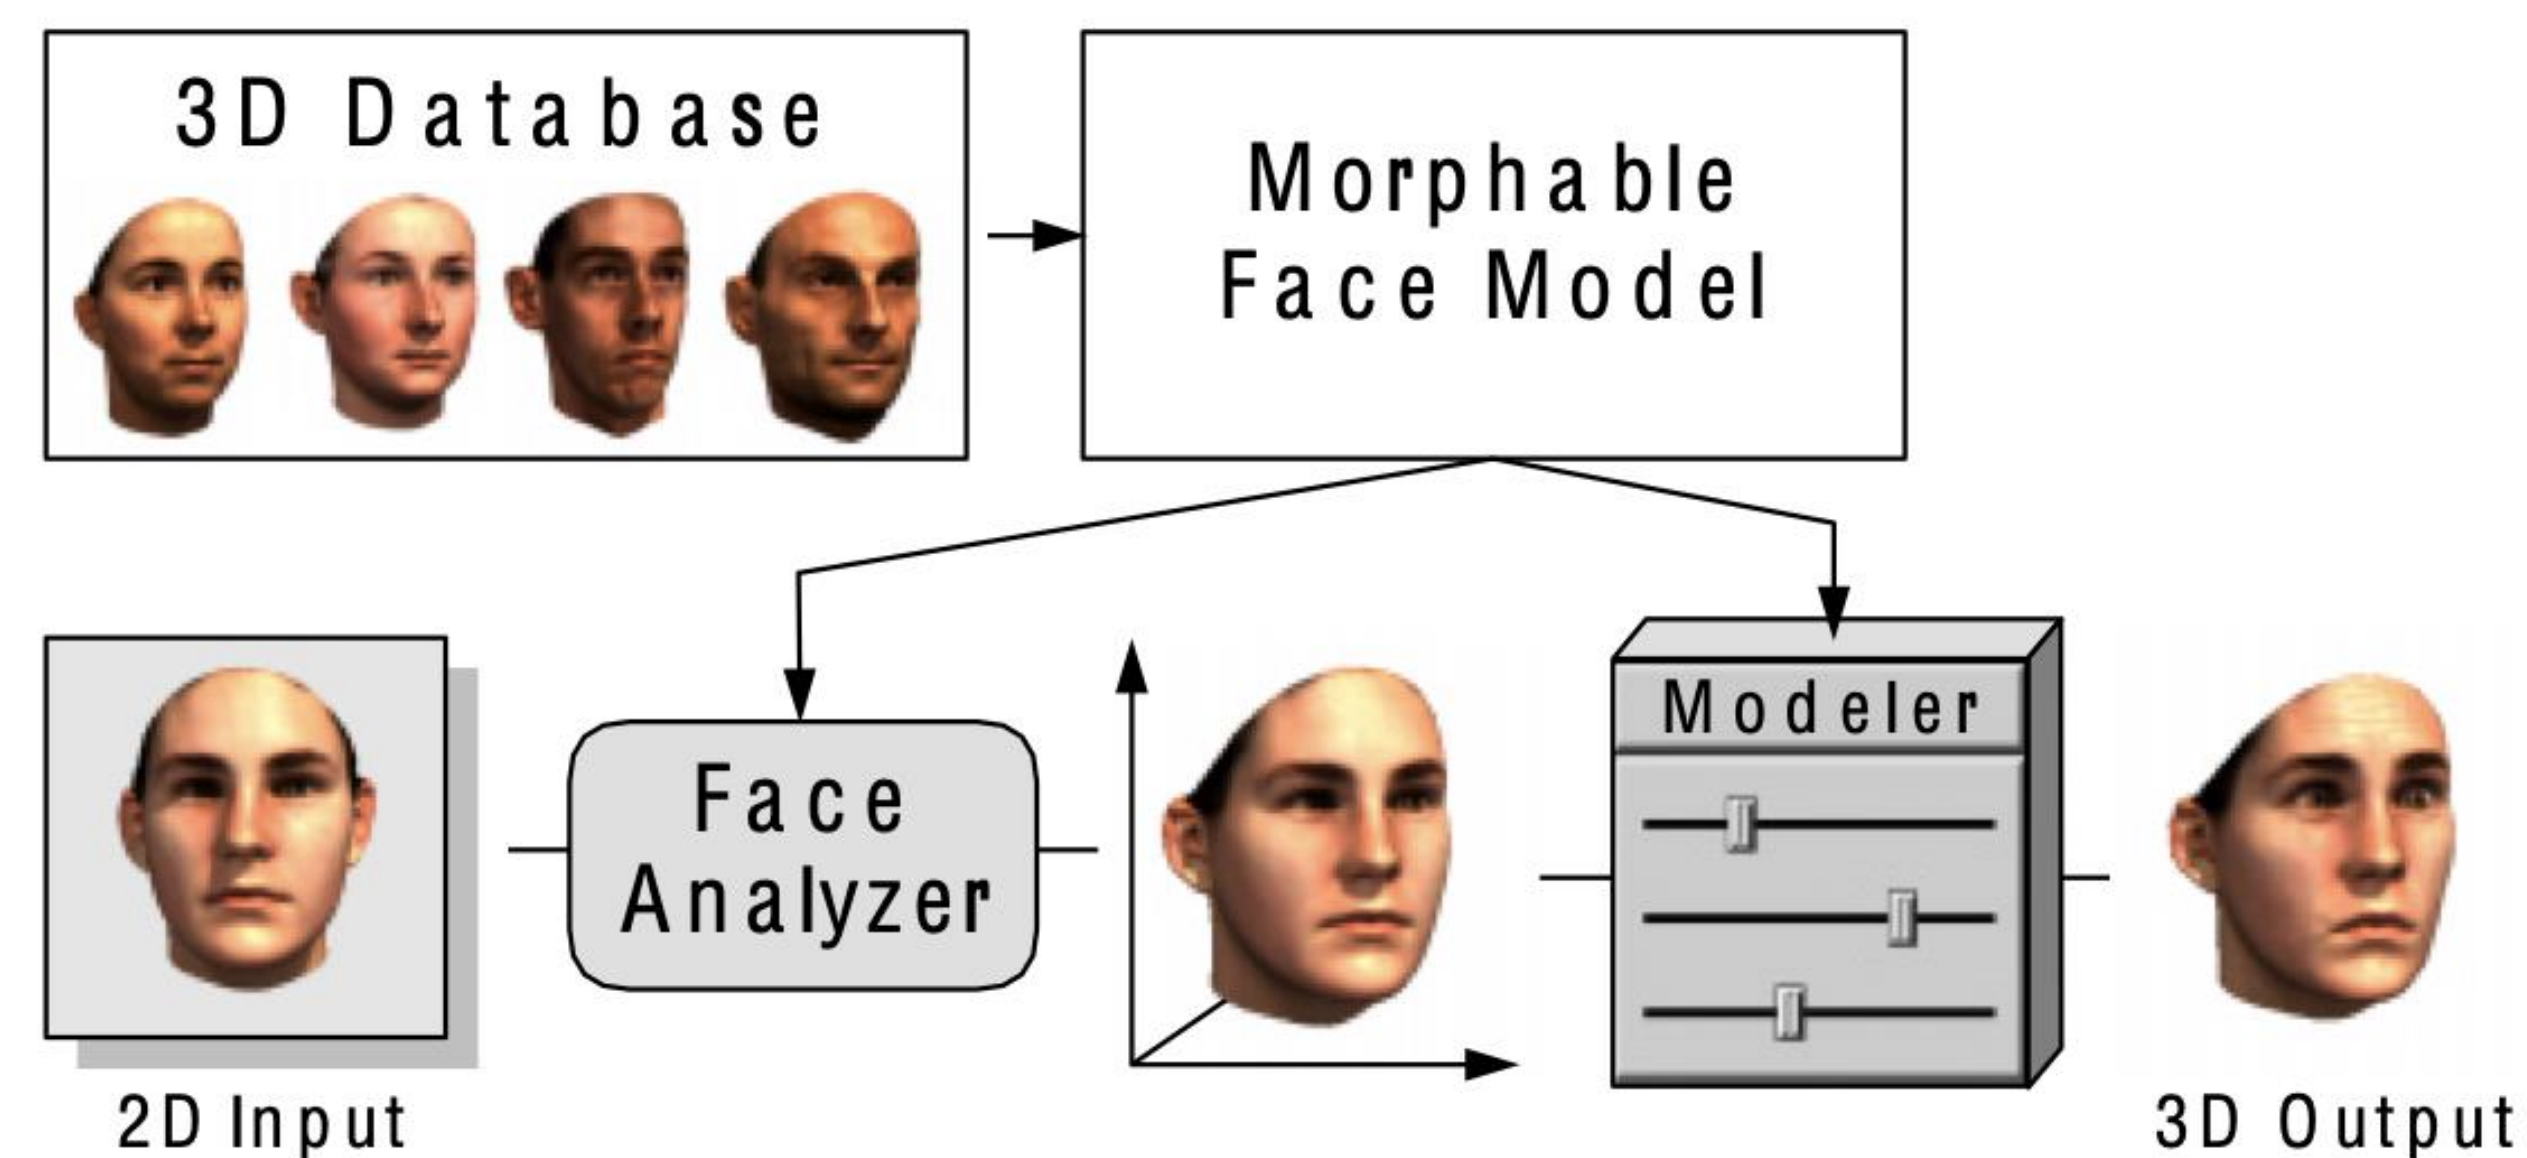 3D Database
Morphable
Face Model
Face
Analyzer
Modeler
2D Input
3D Output